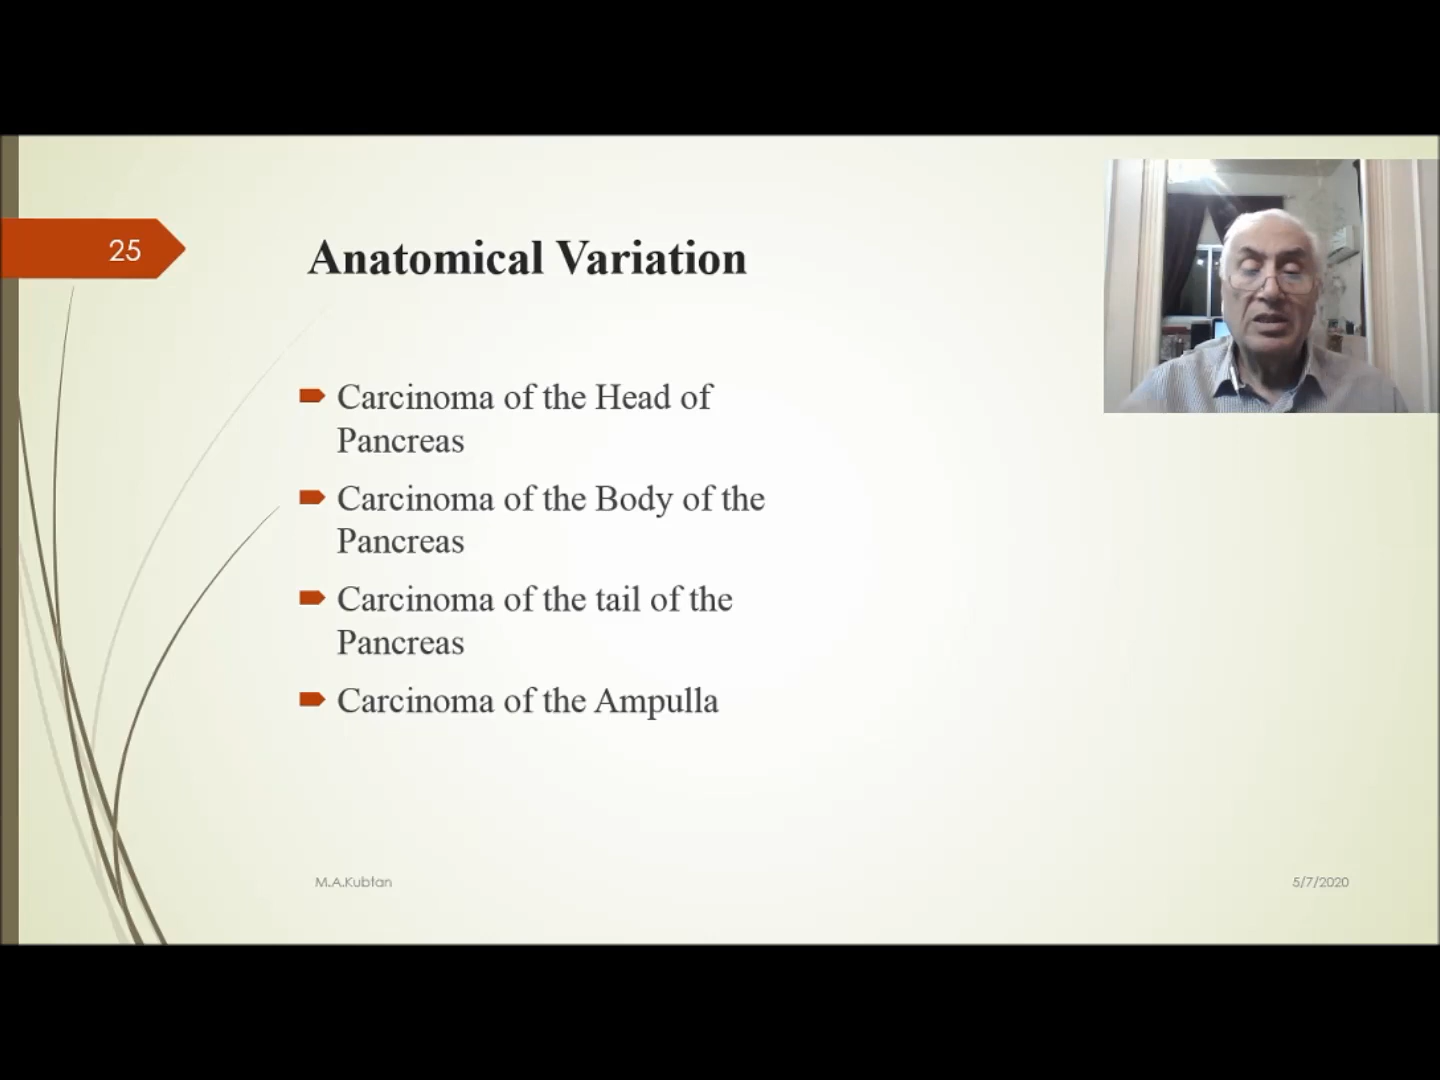 25
Anatomical Variation
Carcinoma of the Head of
Pancreas
Carcinoma of the Body of the
Pancreas
Carcinoma of the tail of the
Pancreas
Carcinoma of the Ampulla
M.A.Kubtan
5/7/2020